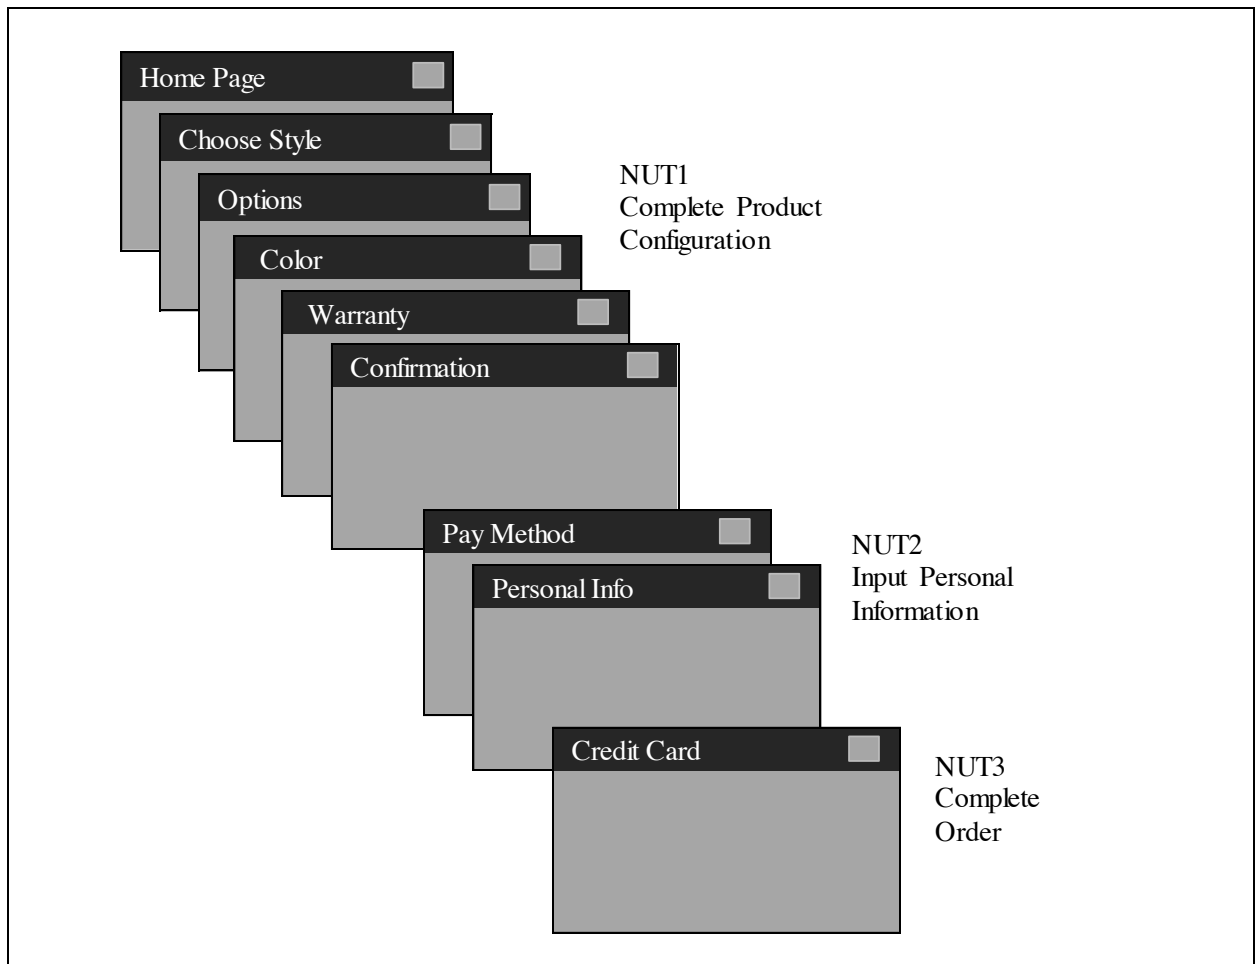 Home Page
Choose Style
Options
Color
Warranty
Confirmation
NUT1
Complete Product
Configuration
Pay Method
Personal Info
NUT2
Input Personal
Information
Credit Card
NUT3
Complete
Order